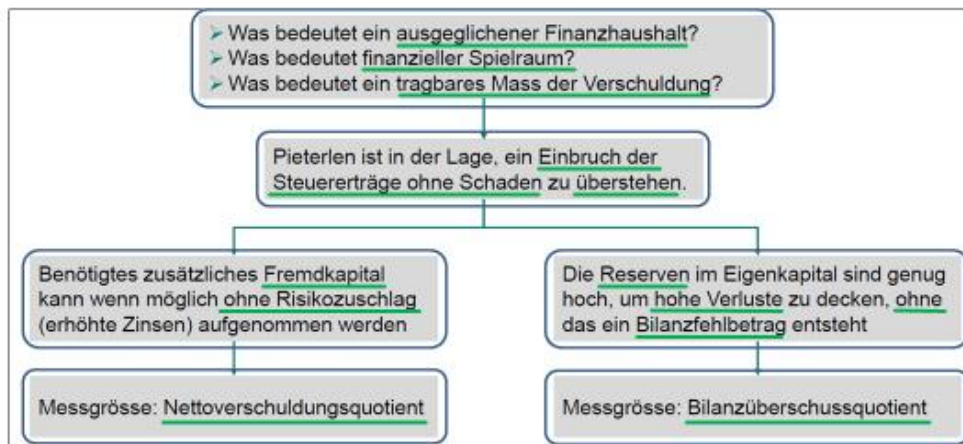 ➢ Was bedeutet ein ausgeglichener Finanzhaushalt?
➢ Was bedeutet finanzieller Spielraum?
➢ Was bedeutet ein tragbares Mass der Verschuldung?
Pieterlen ist in der Lage, ein Einbruch der
Steuererträge ohne Schaden zu überstehen.
Benötigtes zusätzliches Fremdkapital
kann wenn möglich ohne Risikozuschlag
(erhöhte Zinsen) aufgenommen werden
Die Reserven im Eigenkapital sind genug
hoch, um hohe Verluste zu decken, ohne
das ein Bilanzfehlbetrag entsteht
Messgrösse: Nettoverschuldungsquotient
Messgrösse: Bilanzüberschussquotient